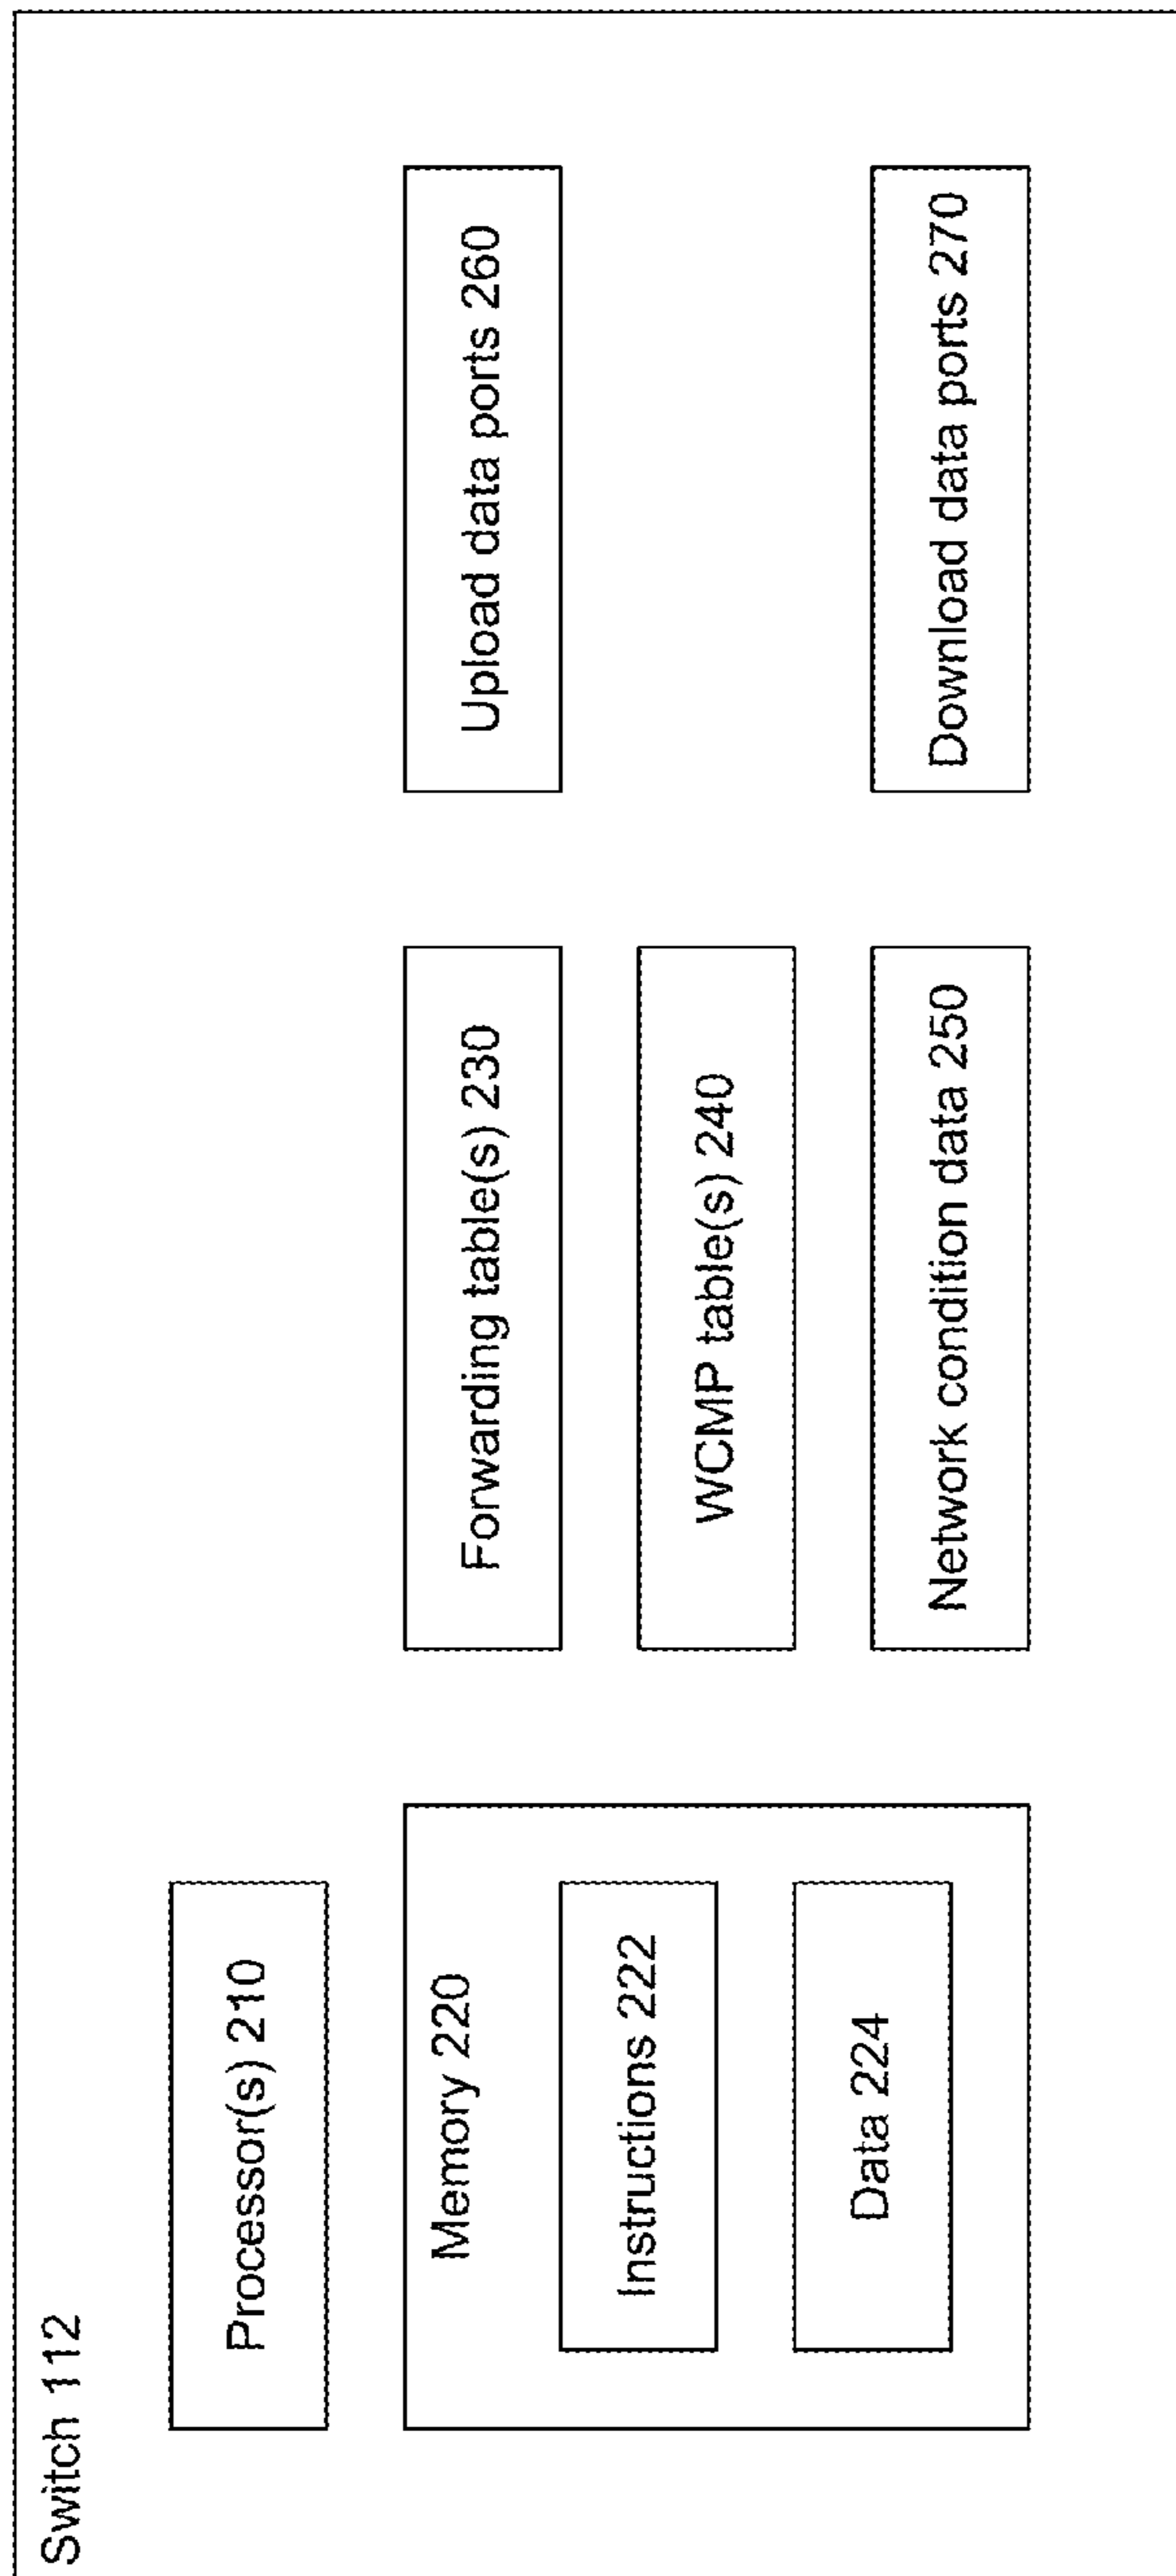 Switch 112
Processor(s) 210
Memory 220
Instructions 222
Data 224
Forwarding table(s) 230
WCMP table(s) 240
Network condition data 250
Upload data ports 260
Download data ports 270